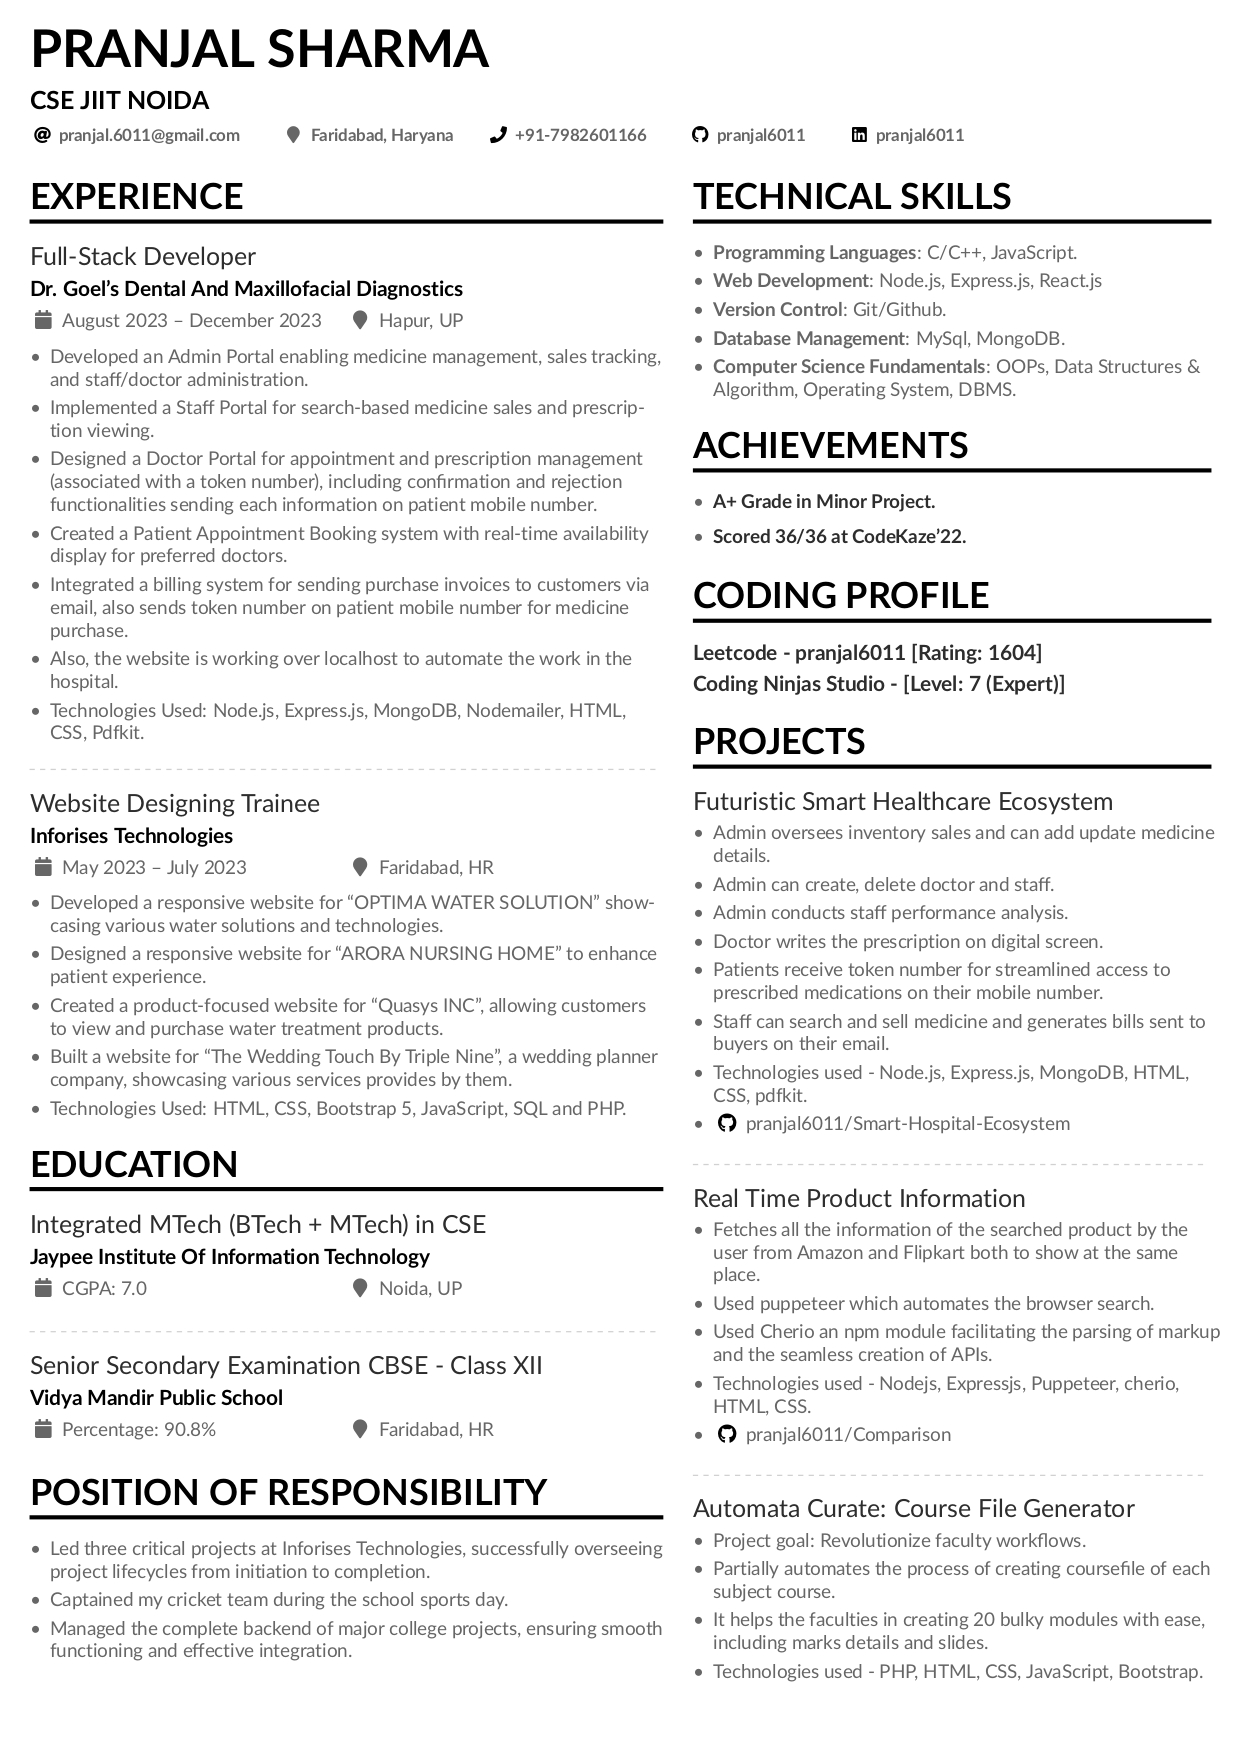 PRANJAL SHARMA
CSE JIIT NOIDA
pranjal.6011@gmail.com Faridabad, Haryana +91-7982601166 pranjal6011 pranjal6011
EXPERIENCE
Full-Stack Developer
Dr. Goel’s Dental And Maxillofacial Diagnostics
August 2023 – December 2023 Hapur, UP
• Developed an Admin Portal enabling medicine management, sales tracking,
and staff/doctor administration.
• Implemented a Staff Portal for search-based medicine sales and prescrip-
tion viewing.
• Designed a Doctor Portal for appointment and prescription management
(associated with a token number), including confirmation and rejection
functionalities sending each information on patient mobile number.
• Created a Patient Appointment Booking system with real-time availability
display for preferred doctors.
• Integrated a billing system for sending purchase invoices to customers via
email, also sends token number on patient mobile number for medicine
purchase.
• Also, the website is working over localhost to automate the work in the
hospital.
• Technologies Used: Node.js, Express.js, MongoDB, Nodemailer, HTML,
CSS, Pdfkit.
Website Designing Trainee
Inforises Technologies
May 2023 – July 2023 Faridabad, HR
• Developed a responsive website for “OPTIMA WATER SOLUTION” show-
casing various water solutions and technologies.
• Designed a responsive website for “ARORA NURSING HOME” to enhance
patient experience.
• Created a product-focused website for “Quasys INC”, allowing customers
to view and purchase water treatment products.
• Built a website for “The Wedding Touch By Triple Nine”, a wedding planner
company, showcasing various services provides by them.
• Technologies Used: HTML, CSS, Bootstrap 5, JavaScript, SQL and PHP.
EDUCATION
Integrated MTech (BTech + MTech) in CSE
Jaypee Institute Of Information Technology
CGPA: 7.0 Noida, UP
Senior Secondary Examination CBSE - Class XII
Vidya Mandir Public School
Percentage: 90.8% Faridabad, HR
POSITION OF RESPONSIBILITY
• Led three critical projects at Inforises Technologies, successfully overseeing
project lifecycles from initiation to completion.
• Captained my cricket team during the school sports day.
• Managed the complete backend of major college projects, ensuring smooth
functioning and effective integration.
TECHNICAL SKILLS
• Programming Languages: C/C++, JavaScript.
• Web Development: Node.js, Express.js, React.js
• Version Control: Git/Github.
• Database Management: MySql, MongoDB.
• Computer Science Fundamentals: OOPs, Data Structures &
Algorithm, Operating System, DBMS.
ACHIEVEMENTS
• A+ Grade in Minor Project.
• Scored 36/36 at CodeKaze’22.
CODING PROFILE
Leetcode - pranjal6011 [Rating: 1604]
Coding Ninjas Studio - [Level: 7 (Expert)]
PROJECTS
Futuristic Smart Healthcare Ecosystem
• Admin oversees inventory sales and can add update medicine
details.
• Admin can create, delete doctor and staff.
• Admin conducts staff performance analysis.
• Doctor writes the prescription on digital screen.
• Patients receive token number for streamlined access to
prescribed medications on their mobile number.
• Staff can search and sell medicine and generates bills sent to
buyers on their email.
• Technologies used - Node.js, Express.js, MongoDB, HTML,
CSS, pdfkit.
• pranjal6011/Smart-Hospital-Ecosystem
Real Time Product Information
• Fetches all the information of the searched product by the
user from Amazon and Flipkart both to show at the same
place.
• Used puppeteer which automates the browser search.
• Used Cherio an npm module facilitating the parsing of markup
and the seamless creation of APIs.
• Technologies used - Nodejs, Expressjs, Puppeteer, cherio,
HTML, CSS.
• pranjal6011/Comparison
Automata Curate: Course File Generator
• Project goal: Revolutionize faculty workflows.
• Partially automates the process of creating coursefile of each
subject course.
• It helps the faculties in creating 20 bulky modules with ease,
including marks details and slides.
• Technologies used - PHP, HTML, CSS, JavaScript, Bootstrap.